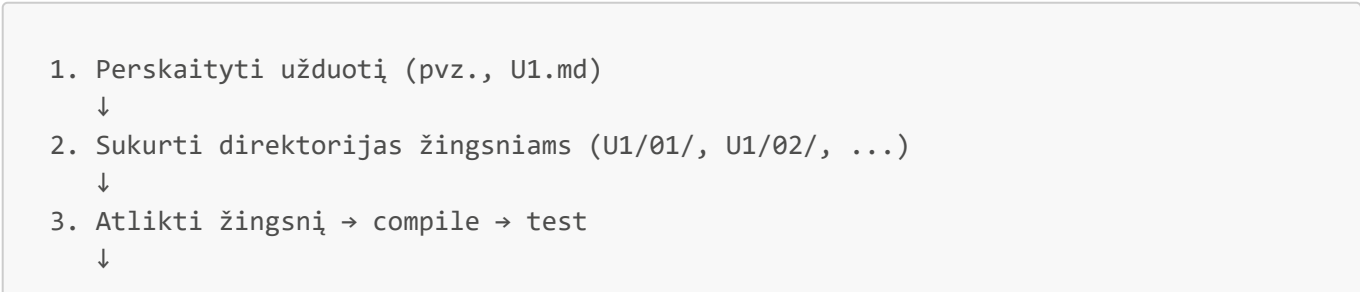 1. Perskaityti užduotį (pvz., U1.md)
↓
2. Sukurti direktorijas žingsniams (U1/01/, U1/02/, ...)
↓
3. Atlikti žingsnį → compile → test
↓